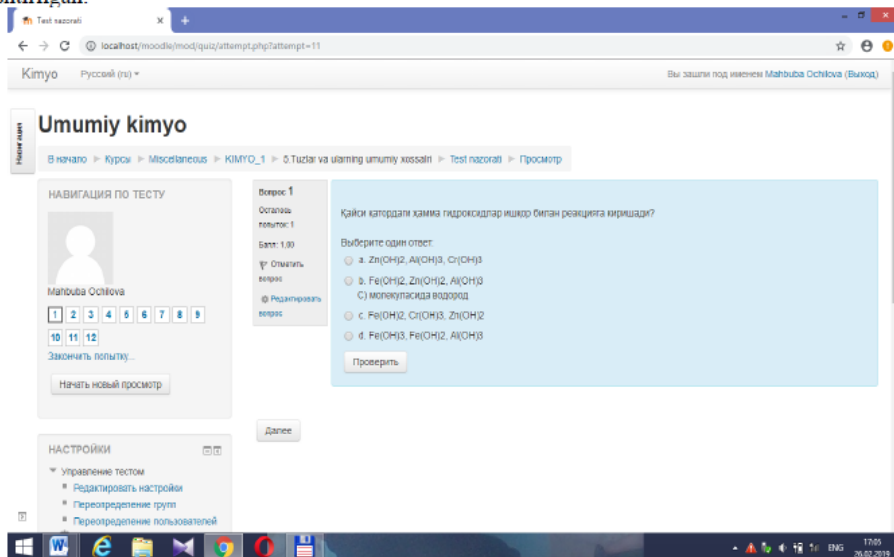 Test nazorati
localhost/moodle/mod/quiz/attempt.php?attempt=11
Kimyo Русский (ru)
Вы зашли под именем Mahbuba Ochilova (Выход)
Навигация
Umumiy kimyo
В начало ► Курсы ► Miscellaneous ► KIMYO_1 ► 5.Tuzlar va ularning umumiy xossalri ► Test nazorati ► Просмотр
НАВИГАЦИЯ ПО ТЕСТУ
Mahbuba Ochilova
1 2 3 4 5 6 7 8 9
10 11 12
Закончить попытку...
Начать новый просмотр
Вопрос 1
Осталось
попыток: 1
Балл: 1,00
Отметить
вопрос
Редактировать
вопрос
Қайси қатордаги ҳамма гидроксидлар ишқор билан реакцияга киришади?
Выберите один ответ:
a. Zn(OH)2, Al(OH)3, Cr(OH)3
b. Fe(OH)2, Zn(OH)2, Al(OH)3
C) молекуласида водород
c. Fe(OH)2, Cr(OH)3, Zn(OH)2
d. Fe(OH)3, Fe(OH)2, Al(OH)3
Проверить
Далее
НАСТРОЙКИ
Управление тестом
Редактировать настройки
Переопределение групп
Переопределение пользователей
ENG
17:05
26.02.2019